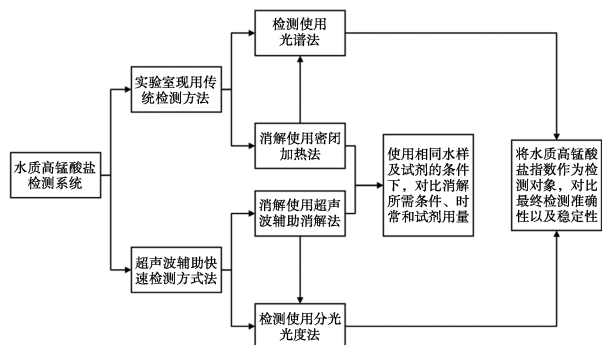 检测使用
光谱法
实验室现用传
统检测方法
消解使用密闭
加热法
水质高锰酸盐
检测系统
使用相同水样
及试剂的条件
下，对比消解
所需条件、时
常和试剂用量
将水质高锰酸
盐指数作为检
测对象，对比
最终检测准确
性以及稳定性
消解使用超声
波辅助消解法
超声波辅助快
速检测方式法
检测使用分光
光度法